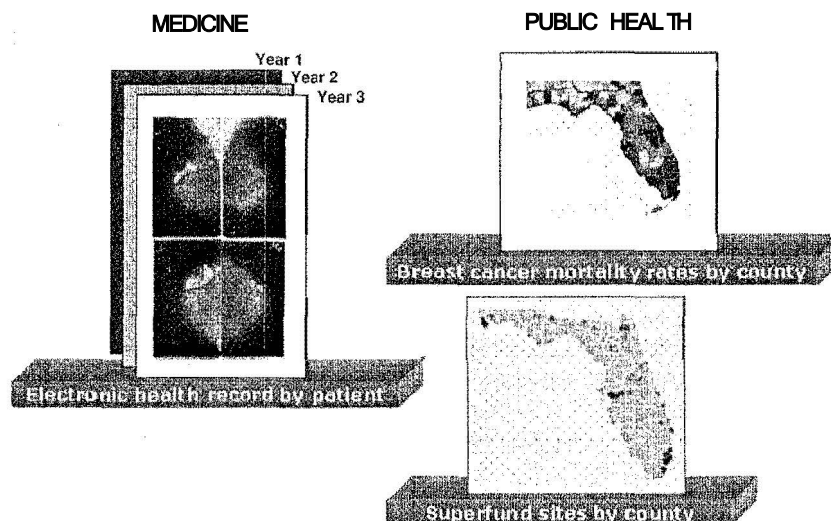 MEDICINE
Year 1
Year 2
Year 3
Electronic health record by patient
PUBLIC HEALTH
Breast cancer mortality rates by county
Superfund sites by county